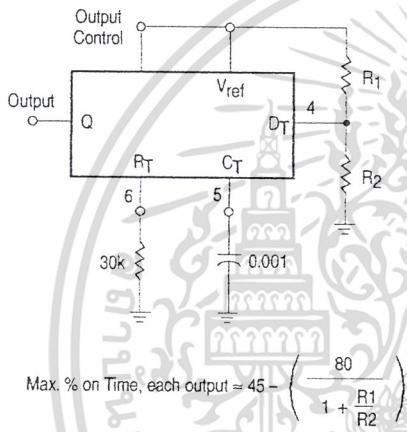 Output
Control
Output
Q
Vref
4
DT
R1
RT
CT
R2
6
5
30k
0.001
Max. % on Time, each output ≈ 45 – ( 80 / 1 + R1/R2 )